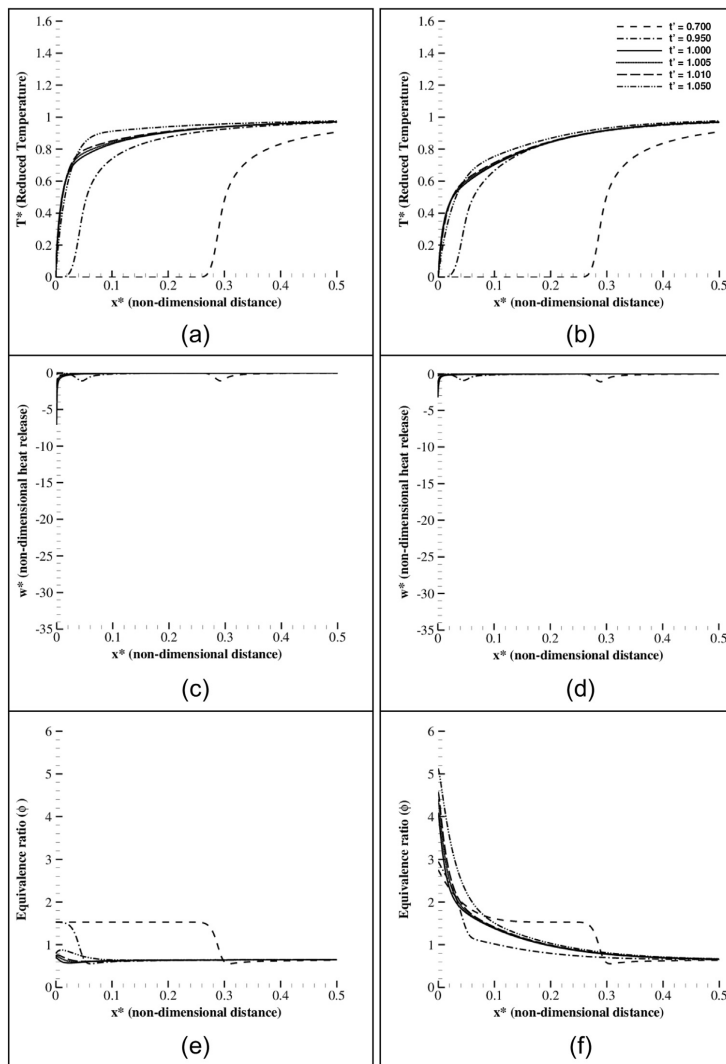 1.6
1.4
1.2
1
0.8
0.6
0.4
0.2
0
T* (Reduced Temperature)
0 0.1 0.2 0.3 0.4 0.5
x* (non-dimensional distance)
(a)
t' = 0.700
t' = 0.950
t' = 1.000
t' = 1.005
t' = 1.010
t' = 1.050
1.6
1.4
1.2
1
0.8
0.6
0.4
0.2
0
T* (Reduced Temperature)
0 0.1 0.2 0.3 0.4 0.5
x* (non-dimensional distance)
(b)
0
-5
-10
-15
-20
-25
-30
-35
w* (non-dimensional heat release)
0 0.1 0.2 0.3 0.4 0.5
x* (non-dimensional distance)
(c)
0
-5
-10
-15
-20
-25
-30
-35
w* (non-dimensional heat release)
0 0.1 0.2 0.3 0.4 0.5
x* (non-dimensional distance)
(d)
6
5
4
3
2
1
0
Equivalence ratio (ϕ)
0 0.1 0.2 0.3 0.4 0.5
x* (non-dimensional distance)
(e)
6
5
4
3
2
1
0
Equivalence ratio (ϕ)
0 0.1 0.2 0.3 0.4 0.5
x* (non-dimensional distance)
(f)